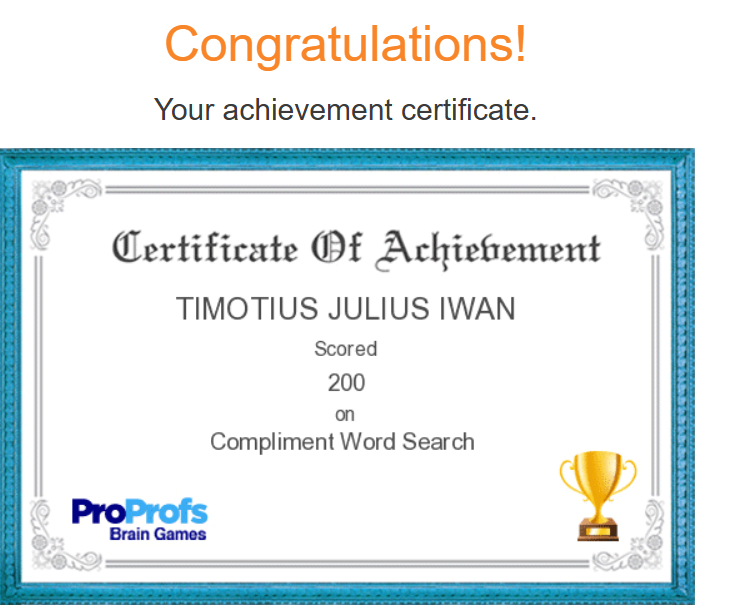 Congratulations!
Your achievement certificate.
Certificate Of Achievement
TIMOTIUS JULIUS IWAN
Scored
200
on
Compliment Word Search
ProProfs
Brain Games